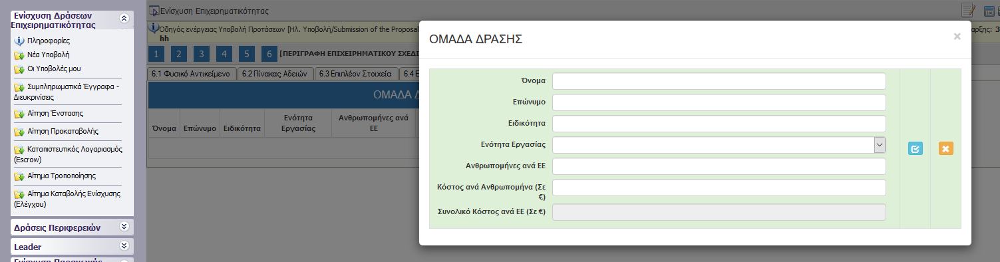 Ενίσχυση Δράσεων
Επιχειρηματικότητας
Πληροφορίες
Νέα Υποβολή
Οι Υποβολές μου
Συμπληρωματικά Έγγραφα -
Διευκρινίσεις
Αίτηση Ένστασης
Αίτηση Προκαταβολής
Καταπιστευτικός Λογαριασμός
(Escrow)
Αίτημα Τροποποίησης
Αίτημα Καταβολής Ενίσχυσης
(Ελέγχου)
Δράσεις Περιφερειών
Leader
Ενίσχυση Παραγωγής
Ενίσχυση Επιχειρηματικότητας
Οδηγός ενέργειας Υποβολή Προτάσεων [Ηλ. Υποβολή/Submission of the Proposal
hh
1 2 3 4 5 6 [ΠΕΡΙΓΡΑΦΗ ΕΠΙΧΕΙΡΗΜΑΤΙΚΟΥ ΣΧΕΔΙ
6.1 Φυσικό Αντικείμενο 6.2 Πίνακας Αδειών 6.3 Επιπλέον Στοιχεία 6.4 Ε
ΟΜΑΔΑ Δ
Όνομα Επώνυμο Ειδικότητα Ενότητα Εργασίας Ανθρωπομήνες ανά ΕΕ
αρξης: 3
ΟΜΑΔΑ ΔΡΑΣΗΣ
×
Όνομα
Επώνυμο
Ειδικότητα
Ενότητα Εργασίας
Ανθρωπομήνες ανά ΕΕ
Κόστος ανά Ανθρωπομήνα (Σε
€)
Συνολικό Κόστος ανά ΕΕ (Σε €)